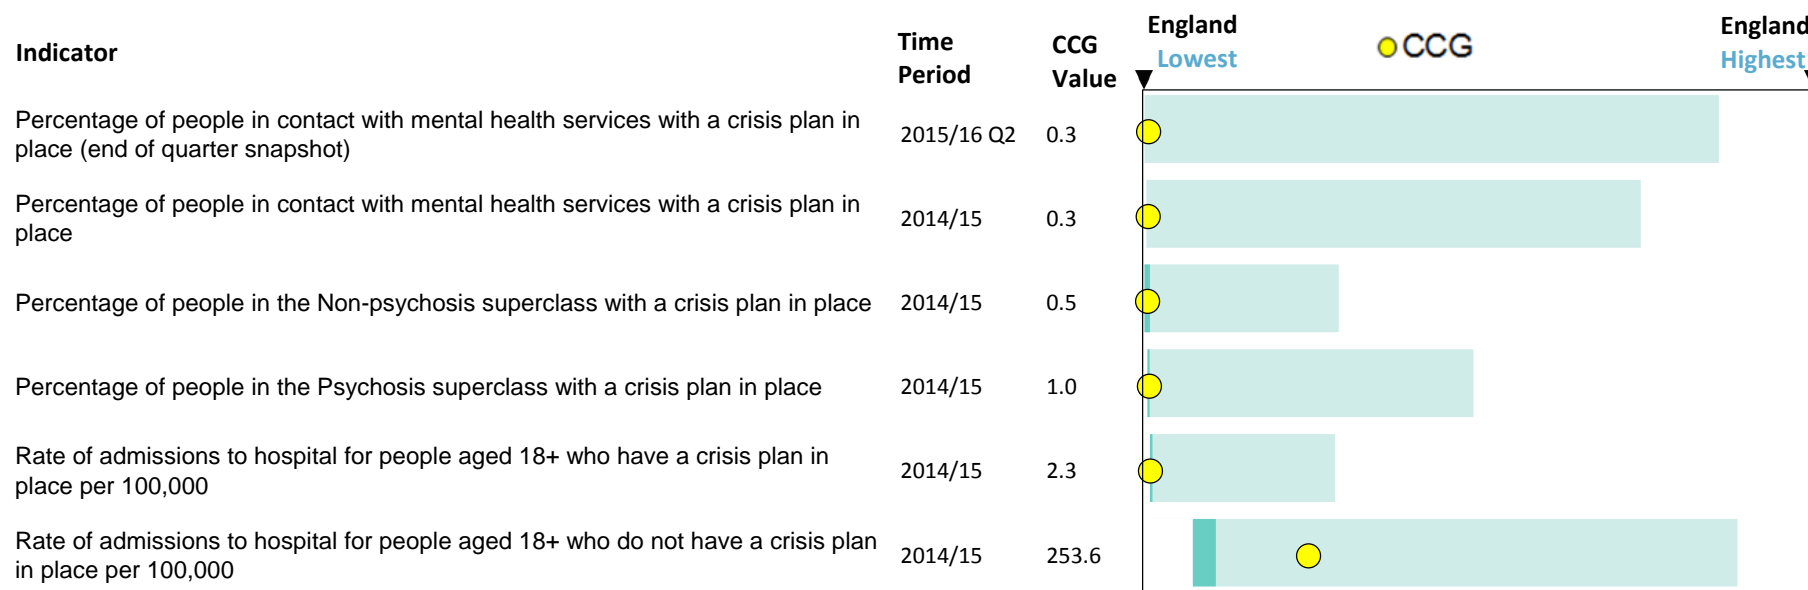 Indicator
Time
Period
CCG
Value
England
Lowest
CCG
England
Highest
Percentage of people in contact with mental health services with a crisis plan in
place (end of quarter snapshot)
2015/16 Q2
0.3
Percentage of people in contact with mental health services with a crisis plan in
place
2014/15
0.3
Percentage of people in the Non-psychosis superclass with a crisis plan in place
2014/15
0.5
Percentage of people in the Psychosis superclass with a crisis plan in place
2014/15
1.0
Rate of admissions to hospital for people aged 18+ who have a crisis plan in
place per 100,000
2014/15
2.3
Rate of admissions to hospital for people aged 18+ who do not have a crisis plan
in place per 100,000
2014/15
253.6